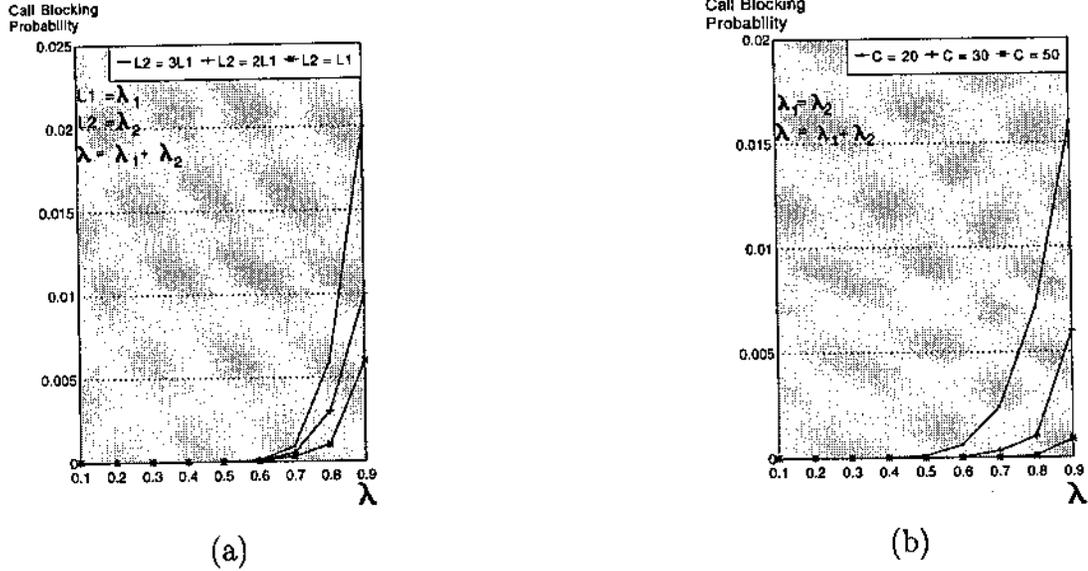 Call Blocking
Probability
0.025
0.02
0.015
0.010
0.005
0
L2 = 3L1 L2 = 2L1 L2 = L1
L1 = λ1
L2 = λ2
λ = λ1 + λ2
0.1 0.2 0.3 0.4 0.5 0.6 0.7 0.8 0.9
λ
(a)
Call Blocking
Probability
0.02
0.015
0.010
0.005
0
C = 20 C = 30 C = 50
λ1 = λ2
λ = λ1 + λ2
0.1 0.2 0.3 0.4 0.5 0.6 0.7 0.8 0.9
λ
(b)